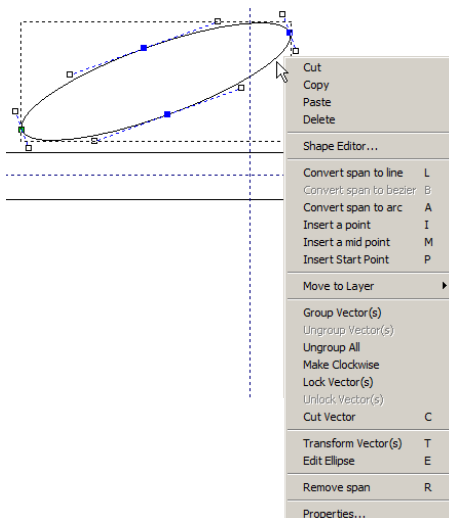 Cut
Copy
Paste
Delete
Shape Editor...
Convert span to line L
Convert span to bezier B
Convert span to arc A
Insert a point I
Insert a mid point M
Insert Start Point P
Move to Layer
Group Vector(s)
Ungroup Vector(s)
Ungroup All
Make Clockwise
Lock Vector(s)
Unlock Vector(s)
Cut Vector C
Transform Vector(s) T
Edit Ellipse E
Remove span R
Properties...